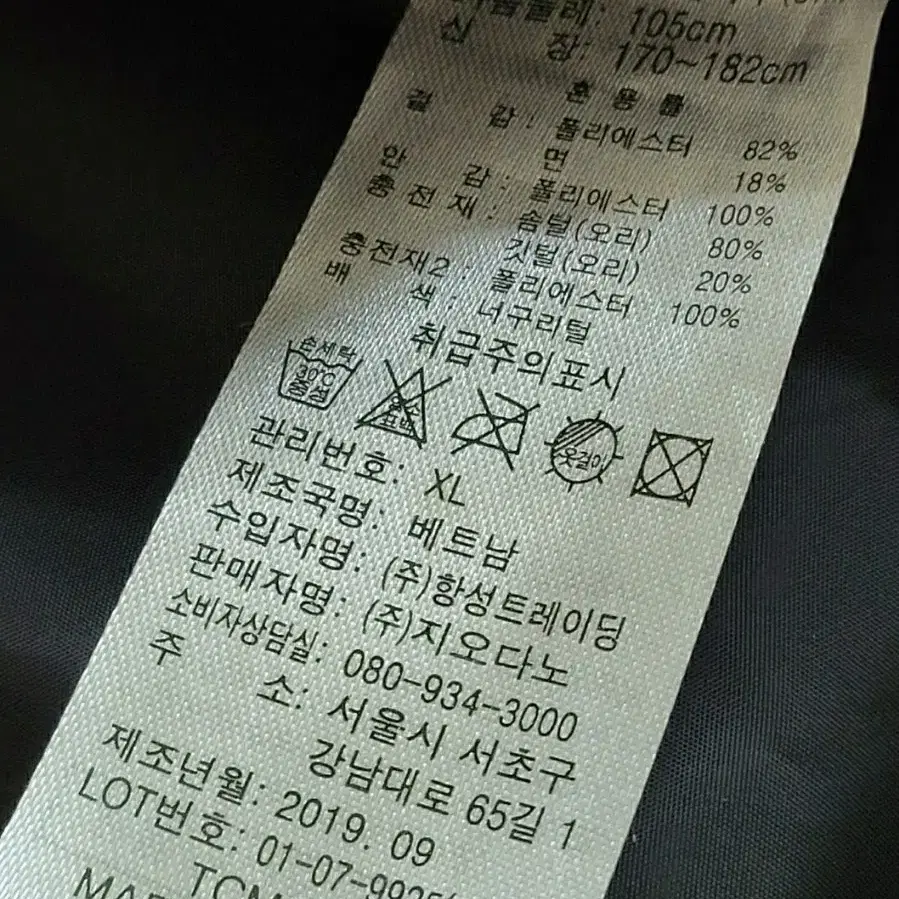 105cm
신 장: 170~182cm
혼 용 률
겉 감: 폴리에스터 82%
면 18%
안 감: 폴리에스터 100%
충 전 재: 솜털(오리) 80%
깃털(오리) 20%
충전재2: 폴리에스터 100%
배 색: 너구리털
취급주의표시
손세탁
30℃
중성
염소
표백
옷걸이
관리번호: XL
제조국명: 베트남
수입자명: (주)항성트레이딩
판매자명: (주)지오다노
소비자상담실: 080-934-3000
주 소: 서울시 서초구
강남대로 65길 1
제조년월: 2019. 09
LOT번호: